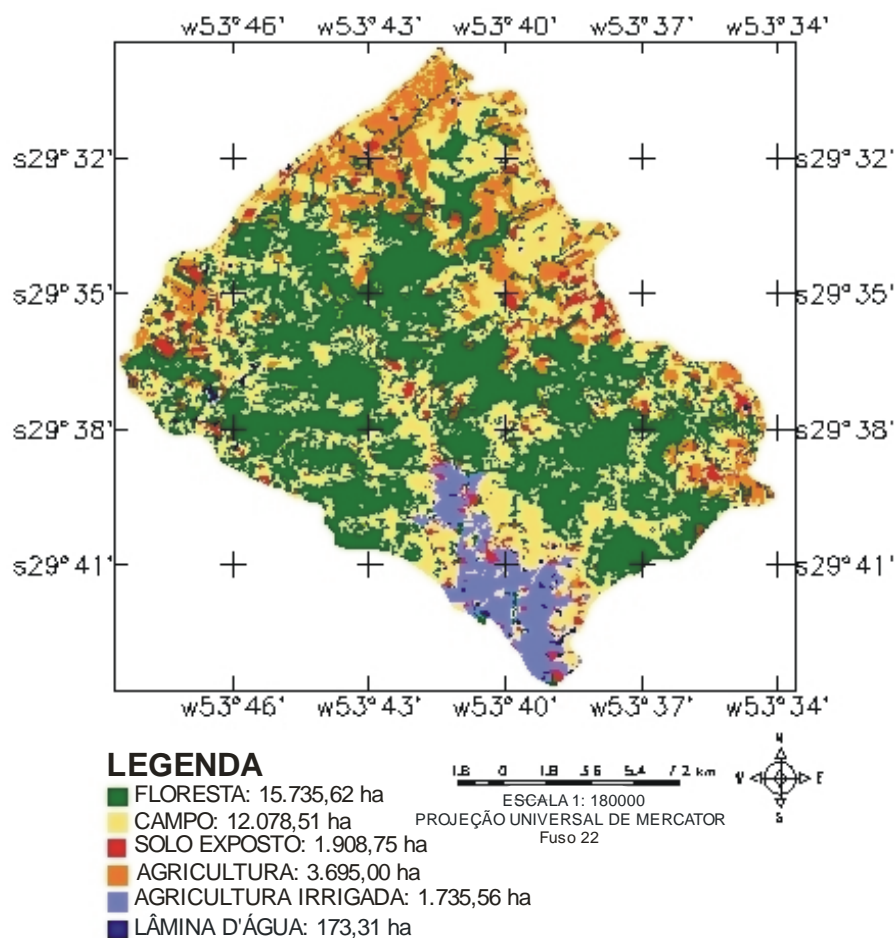 w53°46' w53°43' w53°40' w53°37' w53°34'
s29°32' s29°32'
s29°35' s29°35'
s29°38' s29°38'
s29°41' s29°41'
w53°46' w53°43' w53°40' w53°37' w53°34'
LEGENDA
FLORESTA: 15.735,62 ha
CAMPO: 12.078,51 ha
SOLO EXPOSTO: 1.908,75 ha
AGRICULTURA: 3.695,00 ha
AGRICULTURA IRRIGADA: 1.735,56 ha
LÂMINA D'ÁGUA: 173,31 ha
1.8 0 1.8 3.6 5.4 7.2 km
ESCALA 1: 180000
PROJEÇÃO UNIVERSAL DE MERCATOR
Fuso 22
N
W E
S